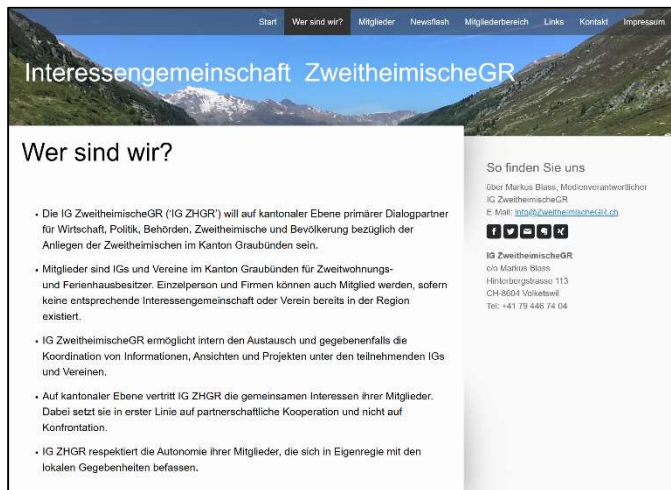 Start Wer sind wir? Mitglieder Newsflash Mitgliederbereich Links Kontakt Impressum
Interessengemeinschaft ZweitheimischeGR
Wer sind wir?
• Die IG ZweitheimischeGR ('IG ZHGR') will auf kantonaler Ebene primärer Dialogpartner
für Wirtschaft, Politik, Behörden, Zweitheimische und Bevölkerung bezüglich der
Anliegen der Zweitheimischen im Kanton Graubünden sein.
• Mitglieder sind IGs und Vereine im Kanton Graubünden für Zweitwohnungs-
und Ferienhausbesitzer. Einzelperson und Firmen können auch Mitglied werden, sofern
keine entsprechende Interessengemeinschaft oder Verein bereits in der Region
existiert.
• IG ZweitheimischeGR ermöglicht intern den Austausch und gegebenenfalls die
Koordination von Informationen, Ansichten und Projekten unter den teilnehmenden IGs
und Vereinen.
• Auf kantonaler Ebene vertritt IG ZHGR die gemeinsamen Interessen ihrer Mitglieder.
Dabei setzt sie in erster Linie auf partnerschaftliche Kooperation und nicht auf
Konfrontation.
• IG ZHGR respektiert die Autonomie ihrer Mitglieder, die sich in Eigenregie mit den
lokalen Gegebenheiten befassen.
So finden Sie uns
über Markus Blass, Medienverantwortlicher
IG ZweitheimischeGR
E-Mail: Info@ZweitheimischeGR.ch
IG ZweitheimischeGR
c/o Markus Blass
Hinterbergstrasse 113
CH-8604 Volketswil
Tel: +41 79 446 74 04